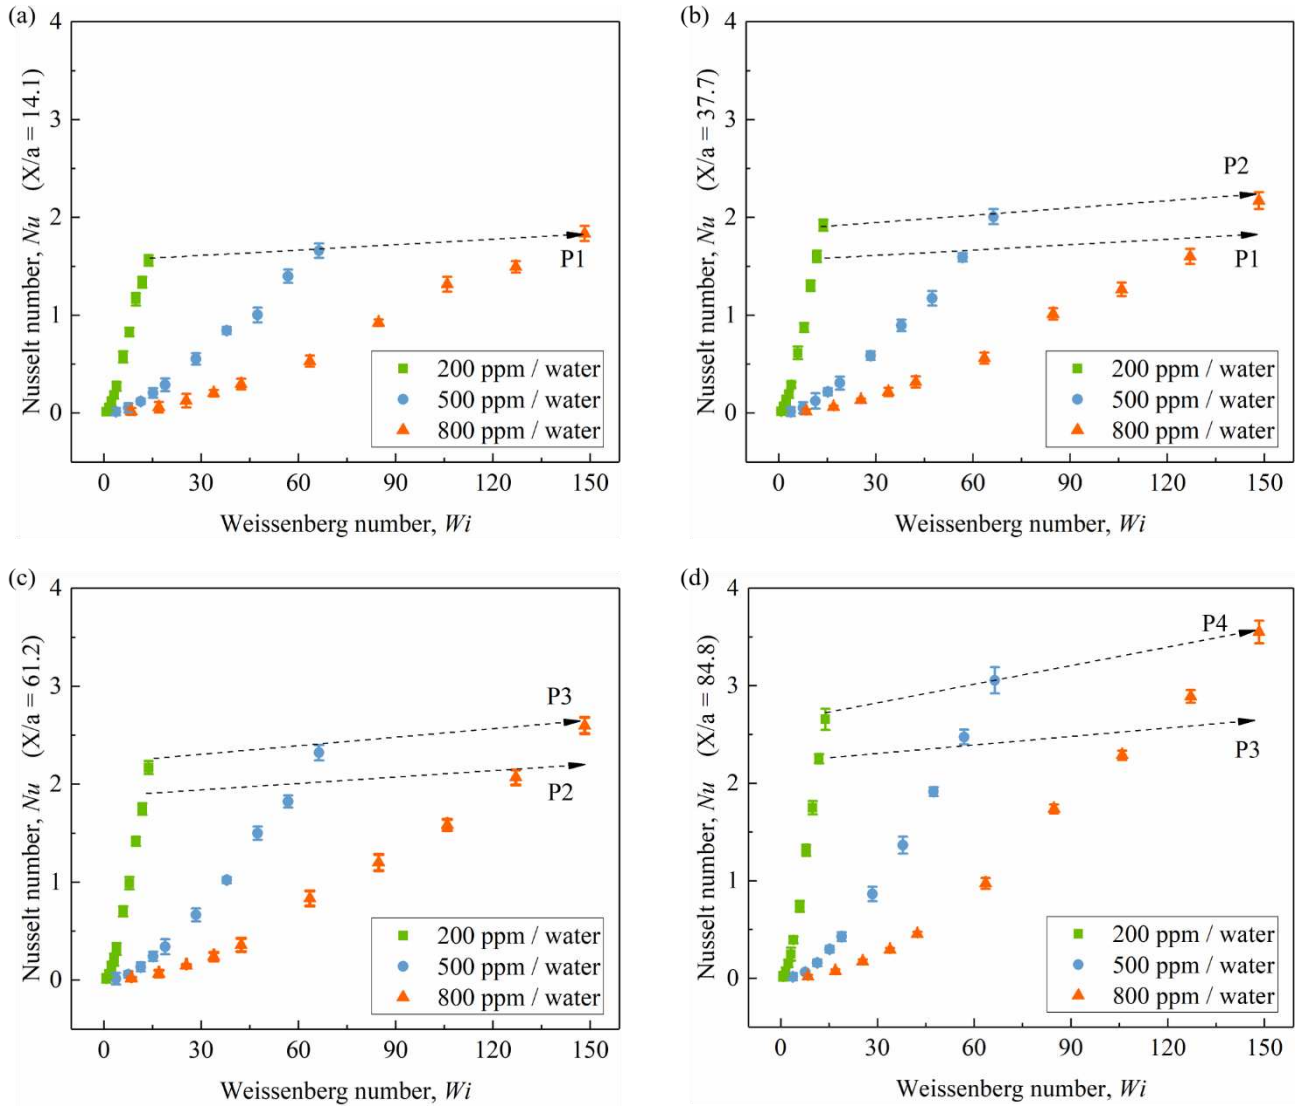 (a)
4
3
2
1
0
Nusselt number, Nu (X/a = 14.1)
P1
200 ppm / water
500 ppm / water
800 ppm / water
0 30 60 90 120 150
Weissenberg number, Wi
(b)
4
3
2
1
0
Nusselt number, Nu (X/a = 37.7)
P2
P1
200 ppm / water
500 ppm / water
800 ppm / water
0 30 60 90 120 150
Weissenberg number, Wi
(c)
4
3
2
1
0
Nusselt number, Nu (X/a = 61.2)
P3
P2
200 ppm / water
500 ppm / water
800 ppm / water
0 30 60 90 120 150
Weissenberg number, Wi
(d)
4
3
2
1
0
Nusselt number, Nu (X/a = 84.8)
P4
P3
200 ppm / water
500 ppm / water
800 ppm / water
0 30 60 90 120 150
Weissenberg number, Wi